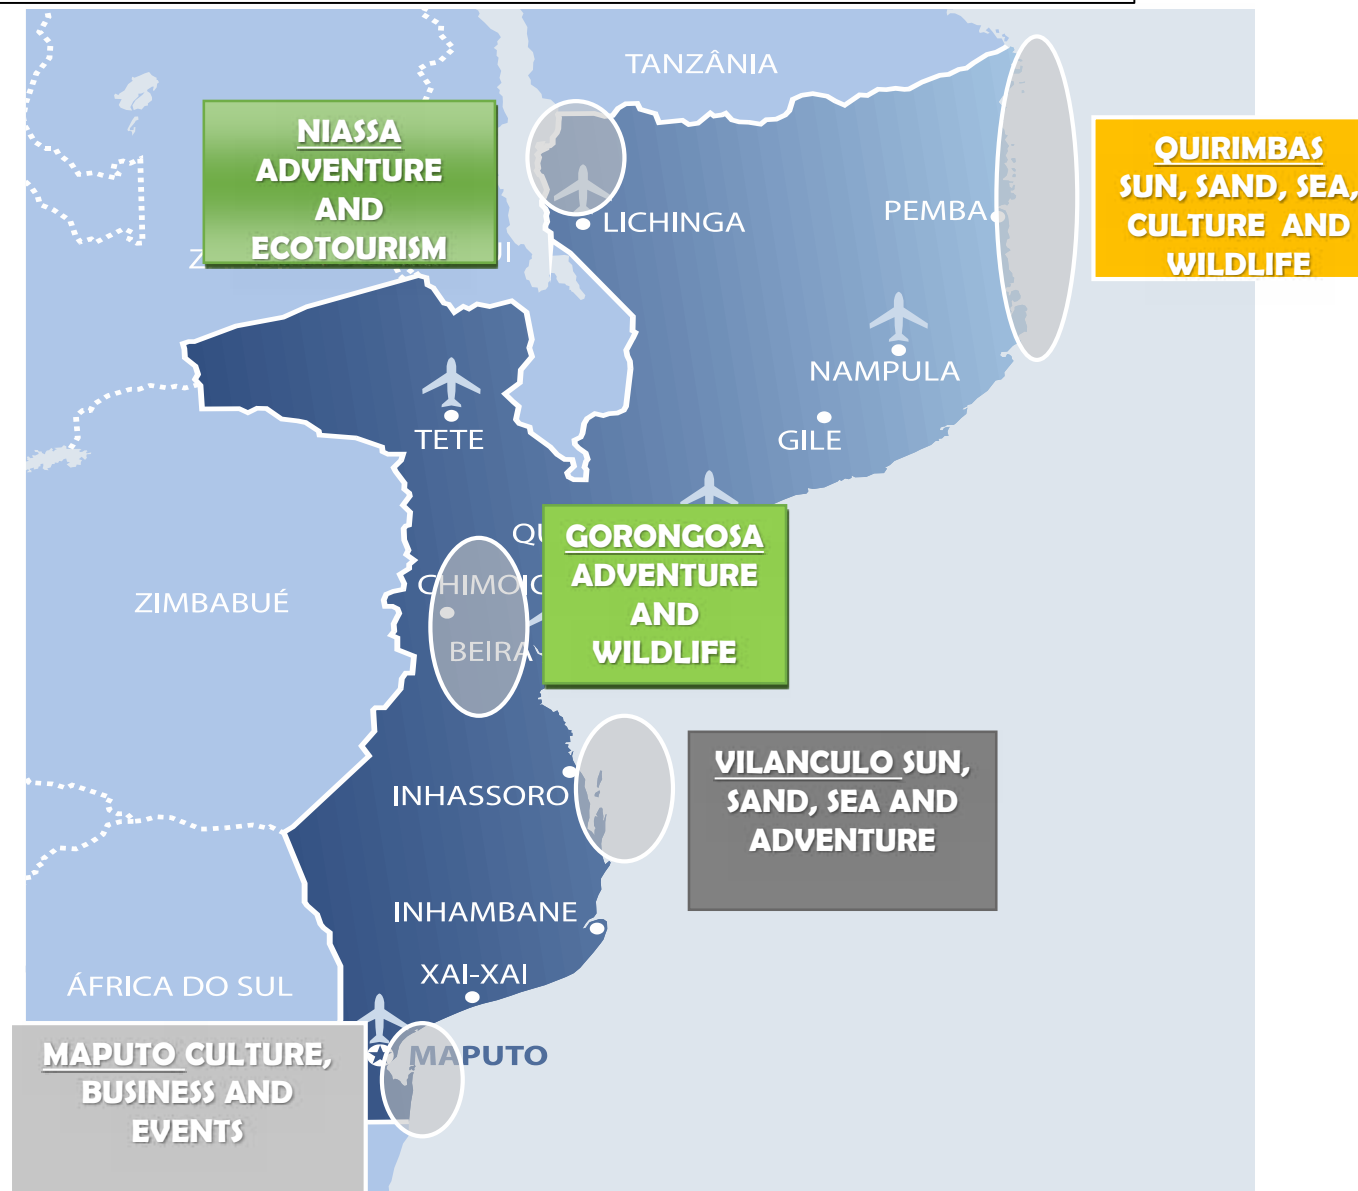 TANZÂNIA
NIASSA
ADVENTURE
AND
ECOTOURISM
QUIRIMBAS
SUN, SAND, SEA,
CULTURE AND
WILDLIFE
LICHINGA
PEMBA
NAMPULA
TETE
GILE
GORONGOSA
ADVENTURE
AND
WILDLIFE
ZIMBABUÉ
BEIRA
VILANCULO SUN,
SAND, SEA AND
ADVENTURE
INHASSORO
INHAMBANE
XAI-XAI
ÁFRICA DO SUL
MAPUTO
MAPUTO CULTURE,
BUSINESS AND
EVENTS